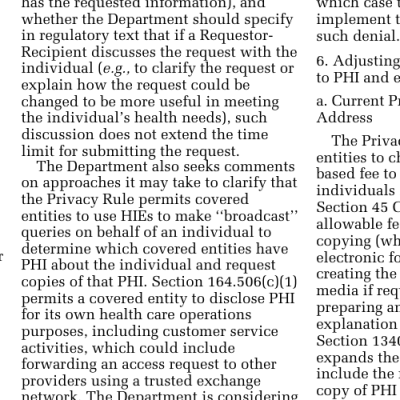 has the requested information), and
whether the Department should specify
in regulatory text that if a Requestor-
Recipient discusses the request with the
individual (e.g., to clarify the request or
explain how the request could be
changed to be more useful in meeting
the individual's health needs), such
discussion does not extend the time
limit for submitting the request.
The Department also seeks comments
on approaches it may take to clarify that
the Privacy Rule permits covered
entities to use HIEs to make ‘‘broadcast’’
queries on behalf of an individual to
determine which covered entities have
PHI about the individual and request
copies of that PHI. Section 164.506(c)(1)
permits a covered entity to disclose PHI
for its own health care operations
purposes, including customer service
activities, which could include
forwarding an access request to other
providers using a trusted exchange
network. The Department is considering
which case
implement
such denial.
6. Adjusting
to PHI and
a. Current
Address
The
entities to
based fee to
individuals
Section 45
allowable
copying
electronic
creating the
media if
preparing
explanation
Section
expands the
include the
copy of PHI